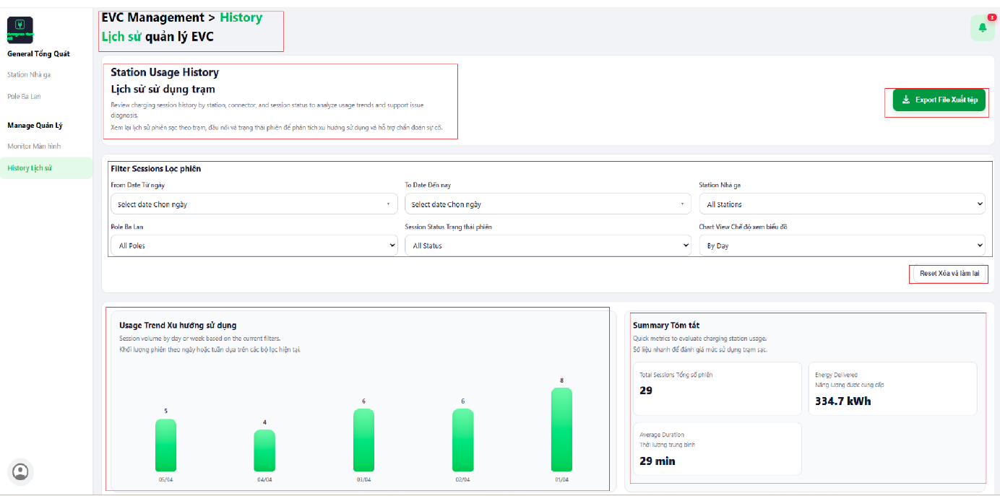 EVC Management > History
Lịch sử quản lý EVC
3
General Tổng Quát
Station Nhà ga
Pole Ba Lan
Manage Quản Lý
Monitor Màn hình
History Lịch sử
Station Usage History
Lịch sử sử dụng trạm
Review charging session history by station, connector, and session status to analyze usage trends and support issue
diagnosis.
Xem lại lịch sử phiên sạc theo trạm, đầu nối và trạng thái phiên để phân tích xu hướng sử dụng và hỗ trợ chẩn đoán sự cố.
Export File Xuất tệp
Filter Sessions Lọc phiên
From Date Từ ngày
To Date Đến nay
Station Nhà ga
Select date Chọn ngày
Select date Chọn ngày
All Stations
Pole Ba Lan
Session Status Trạng thái phiên
Chart View Chế độ xem biểu đồ
All Poles
All Status
By Day
Reset Xóa và làm lại
Usage Trend Xu hướng sử dụng
Session volume by day or week based on the current filters.
Khối lượng phiên theo ngày hoặc tuần dựa trên các bộ lọc hiện tại.
5
4
6
6
8
05/04
04/04
03/04
02/04
01/04
Summary Tóm tắt
Quick metrics to evaluate charging station usage.
Số liệu nhanh để đánh giá mức sử dụng trạm sạc.
Total Sessions Tổng số phiên
29
Energy Delivered
Năng lượng được cung cấp
334.7 kWh
Average Duration
Thời lượng trung bình
29 min